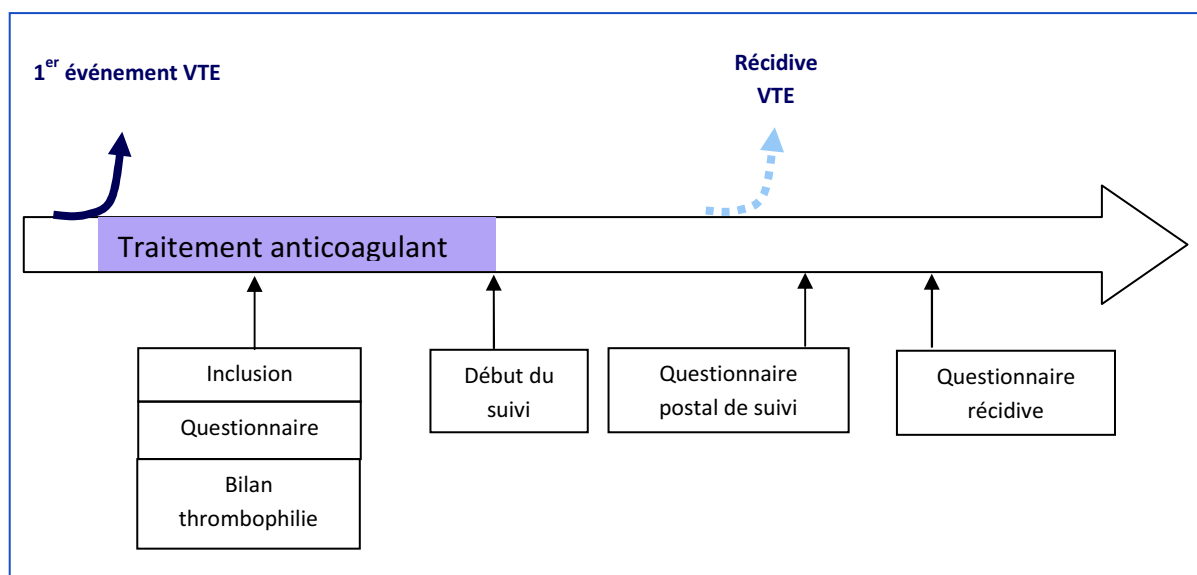 1er événement VTE
Récidive
VTE
Traitement anticoagulant
Inclusion
Questionnaire
Bilan
thrombophilie
Début du
suivi
Questionnaire
postal de suivi
Questionnaire
récidive